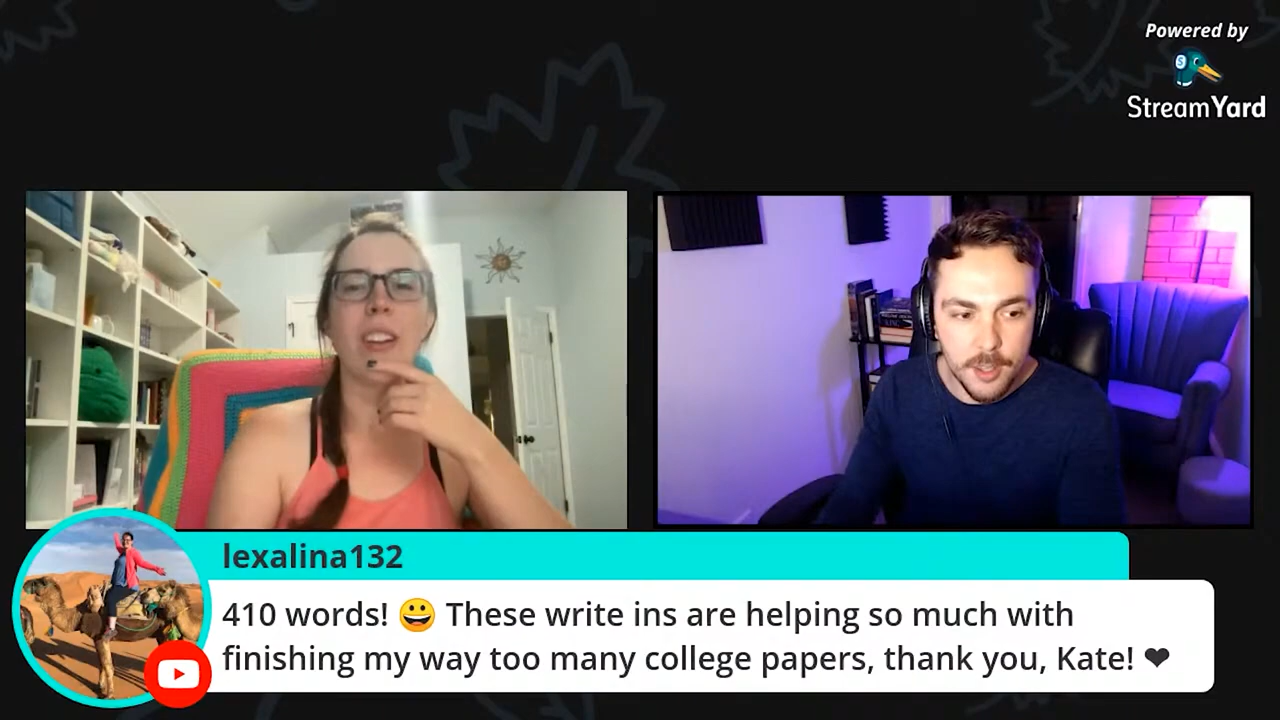 Powered by
StreamYard
KING
lexalina132
410 words! 😀 These write ins are helping so much with
finishing my way too many college papers, thank you, Kate! ❤